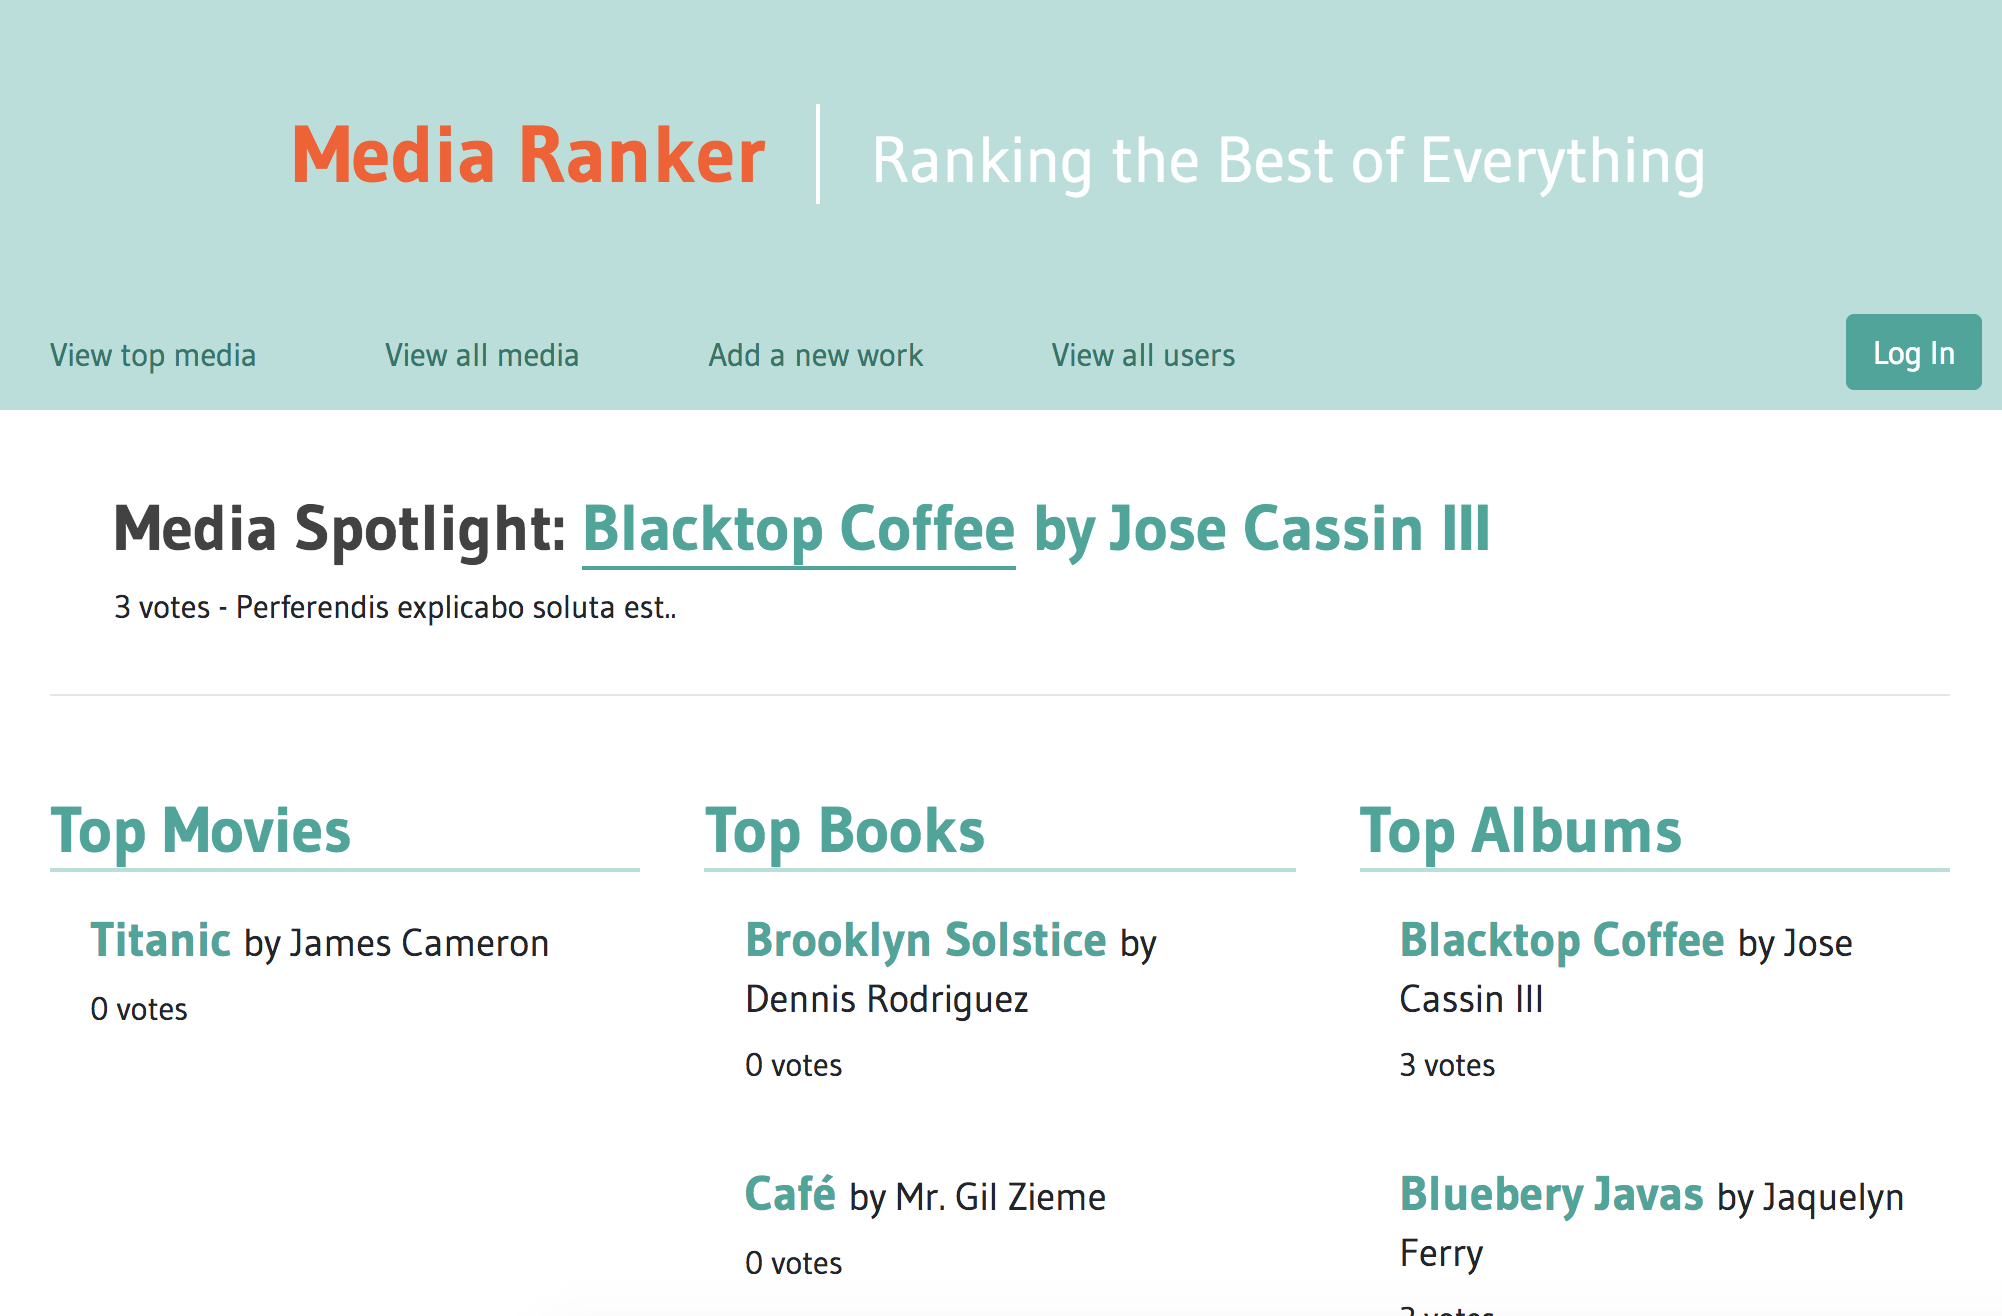 Media Ranker
Ranking the Best of Everything
View top media
View all media
Add a new work
View all users
Log In
Media Spotlight: Blacktop Coffee by Jose Cassin III
3 votes - Perferendis explicabo soluta est..
Top Movies
Titanic by James Cameron
0 votes
Top Books
Brooklyn Solstice by
Dennis Rodriguez
0 votes
Café by Mr. Gil Zieme
0 votes
Top Albums
Blacktop Coffee by Jose
Cassin III
3 votes
Bluebery Javas by Jaquelyn
Ferry
votes